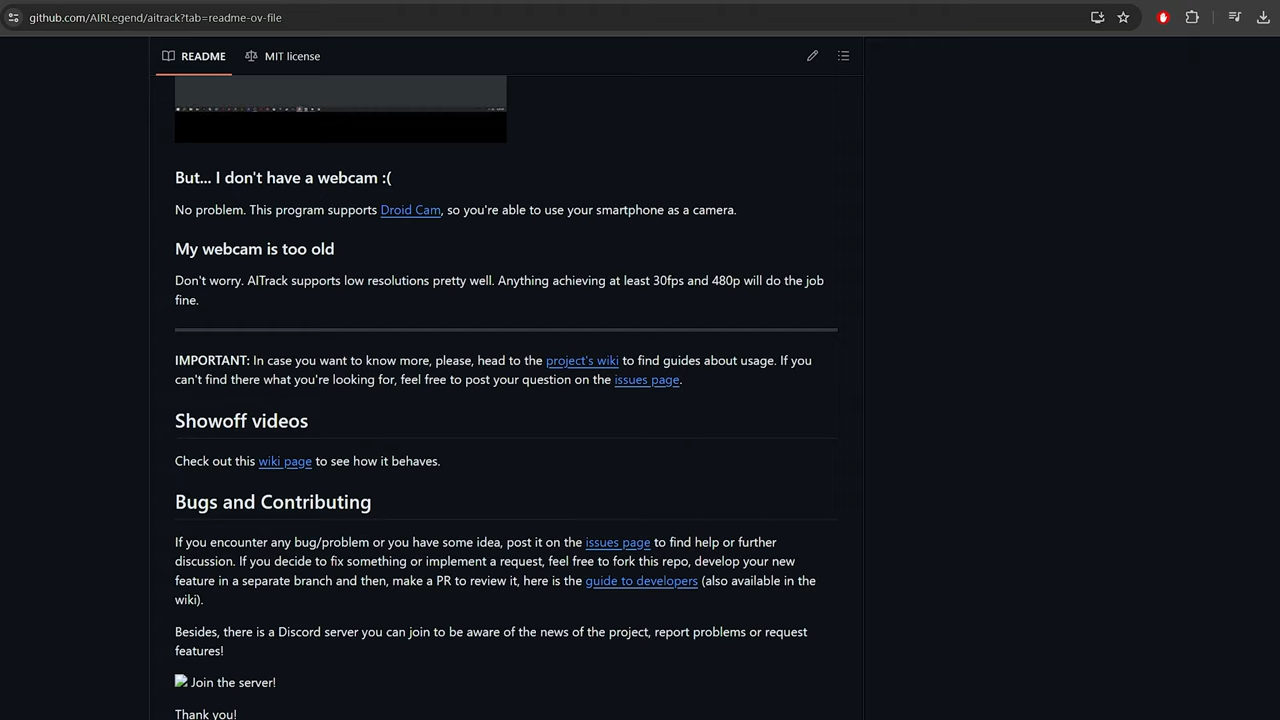 github.com/AIRLegend/aitrack?tab=readme-ov-file
README
MIT license
But... I don't have a webcam :(
No problem. This program supports Droid Cam, so you're able to use your smartphone as a camera.
My webcam is too old
Don't worry. AITrack supports low resolutions pretty well. Anything achieving at least 30fps and 480p will do the job
fine.
IMPORTANT: In case you want to know more, please, head to the project's wiki to find guides about usage. If you
can't find there what you're looking for, feel free to post your question on the issues page.
Showoff videos
Check out this wiki page to see how it behaves.
Bugs and Contributing
If you encounter any bug/problem or you have some idea, post it on the issues page to find help or further
discussion. If you decide to fix something or implement a request, feel free to fork this repo, develop your new
feature in a separate branch and then, make a PR to review it, here is the guide to developers (also available in the
wiki).
Besides, there is a Discord server you can join to be aware of the news of the project, report problems or request
features!
Join the server!
Thank you!